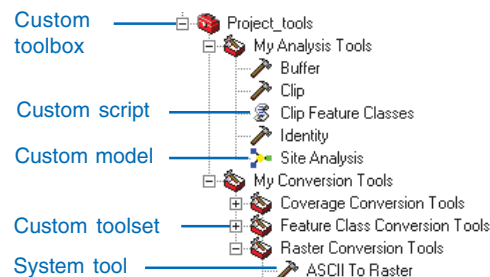 Custom toolbox
Project_tools
My Analysis Tools
Buffer
Clip
Custom script
Clip Feature Classes
Identity
Custom model
Site Analysis
My Conversion Tools
Coverage Conversion Tools
Custom toolset
Feature Class Conversion Tools
Raster Conversion Tools
System tool
ASCII To Raster